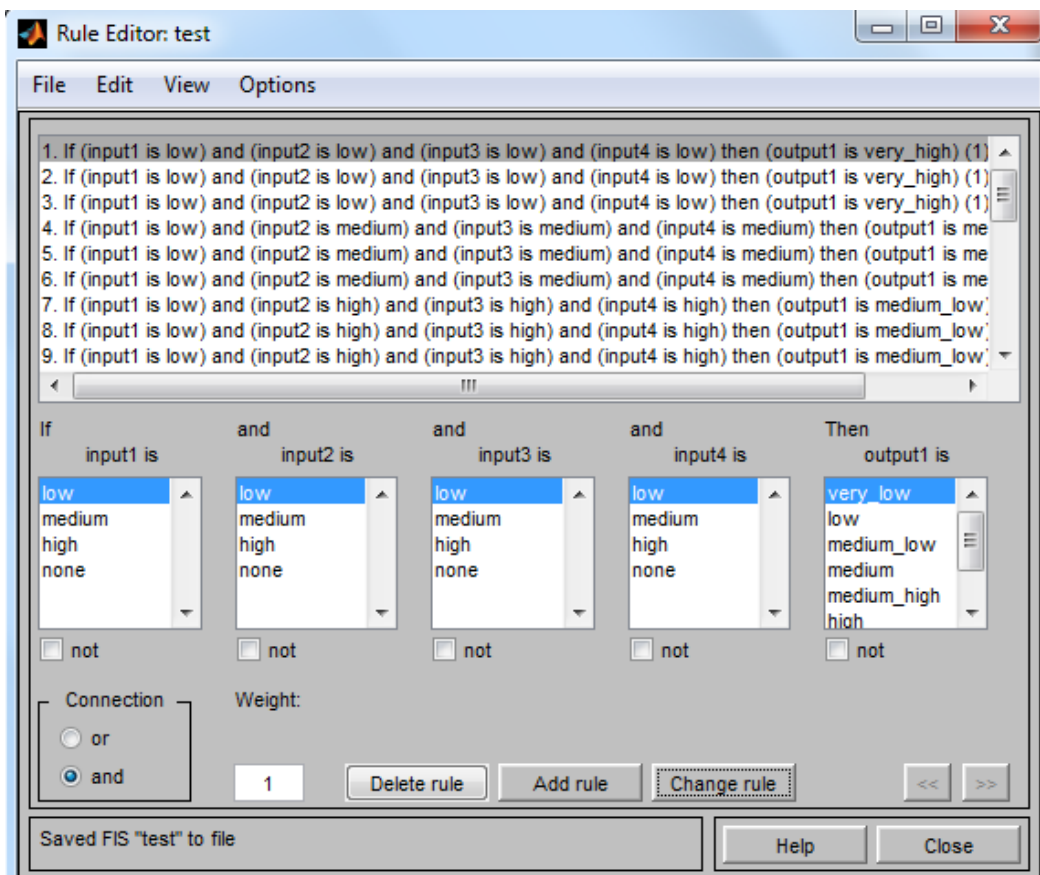 Rule Editor: test
File Edit View Options
1. If (input1 is low) and (input2 is low) and (input3 is low) and (input4 is low) then (output1 is very_high) (1)
2. If (input1 is low) and (input2 is low) and (input3 is low) and (input4 is low) then (output1 is very_high) (1)
3. If (input1 is low) and (input2 is low) and (input3 is low) and (input4 is low) then (output1 is very_high) (1)
4. If (input1 is low) and (input2 is medium) and (input3 is medium) and (input4 is medium) then (output1 is me
5. If (input1 is low) and (input2 is medium) and (input3 is medium) and (input4 is medium) then (output1 is me
6. If (input1 is low) and (input2 is medium) and (input3 is medium) and (input4 is medium) then (output1 is me
7. If (input1 is low) and (input2 is high) and (input3 is high) and (input4 is high) then (output1 is medium_low)
8. If (input1 is low) and (input2 is high) and (input3 is high) and (input4 is high) then (output1 is medium_low)
9. If (input1 is low) and (input2 is high) and (input3 is high) and (input4 is high) then (output1 is medium_low)
If and and and Then
input1 is input2 is input3 is input4 is output1 is
low low low low very_low
medium medium medium medium low
high high high high medium_low
none none none none medium
medium_high
high
not not not not not
Connection Weight:
or
and 1 Delete rule Add rule Change rule << >>
Saved FIS "test" to file Help Close